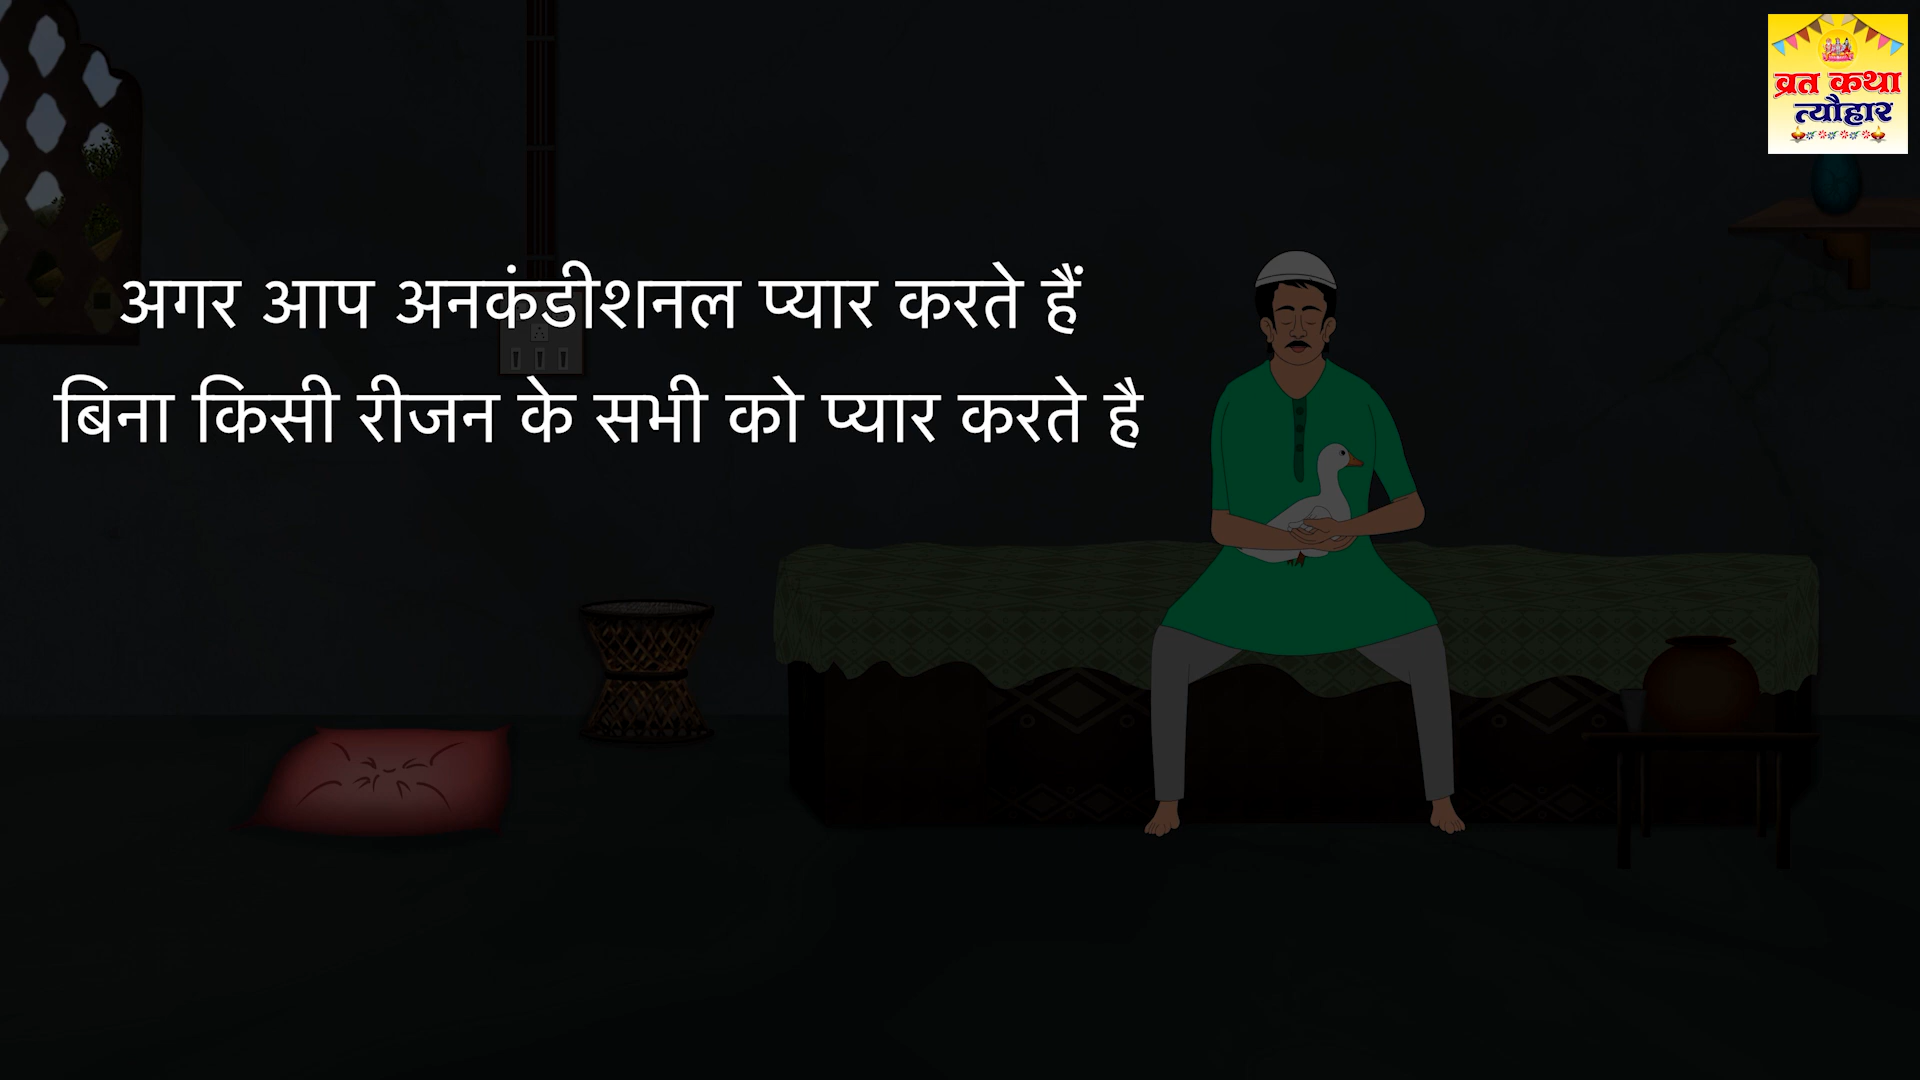 व्रत कथा
त्यौहार
अगर आप अनकंडीशनल प्यार करते हैं
बिना किसी रीजन के सभी को प्यार करते है